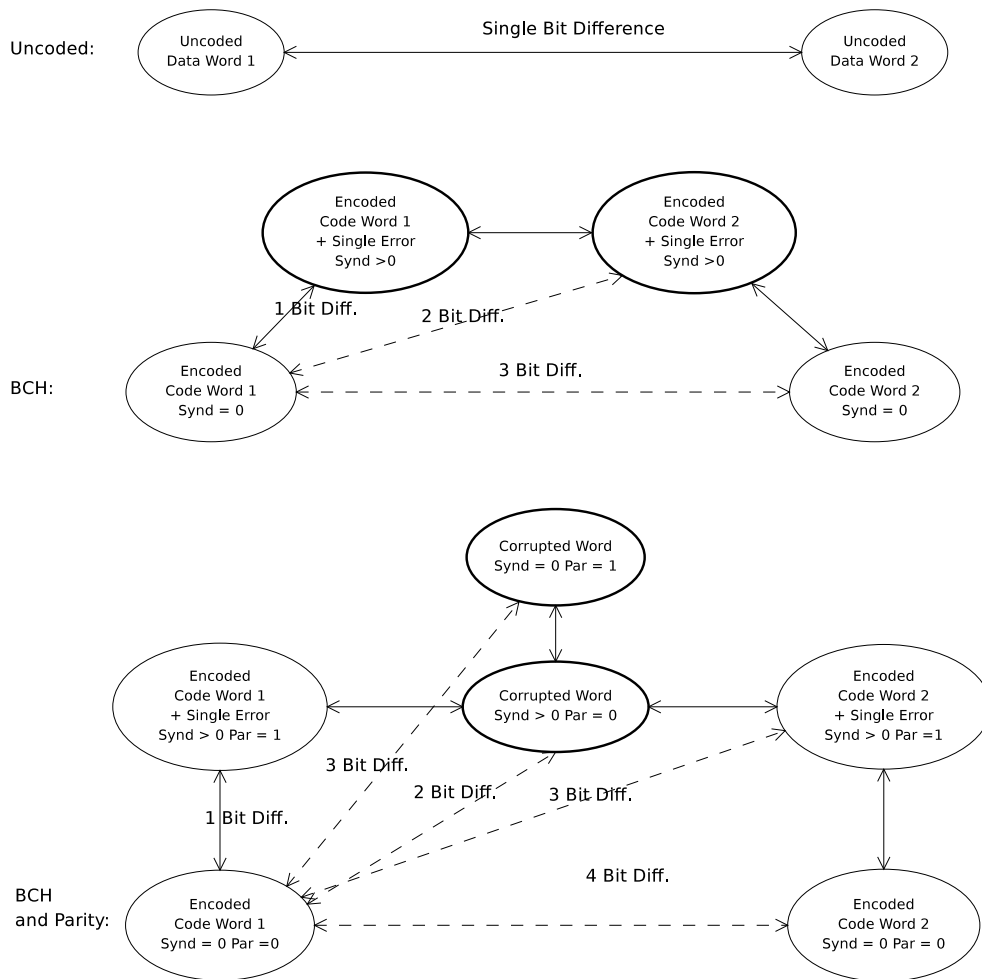 Uncoded:
Uncoded
Data Word 1
Single Bit Difference
Uncoded
Data Word 2
Encoded
Code Word 1
+ Single Error
Synd >0
Encoded
Code Word 2
+ Single Error
Synd >0
1 Bit Diff.
2 Bit Diff.
BCH:
Encoded
Code Word 1
Synd = 0
3 Bit Diff.
Encoded
Code Word 2
Synd = 0
Corrupted Word
Synd = 0 Par = 1
Encoded
Code Word 1
+ Single Error
Synd > 0 Par = 1
Corrupted Word
Synd > 0 Par = 0
Encoded
Code Word 2
+ Single Error
Synd > 0 Par =1
3 Bit Diff.
2 Bit Diff.
3 Bit Diff.
1 Bit Diff.
4 Bit Diff.
BCH
and Parity:
Encoded
Code Word 1
Synd = 0 Par =0
Encoded
Code Word 2
Synd = 0 Par = 0